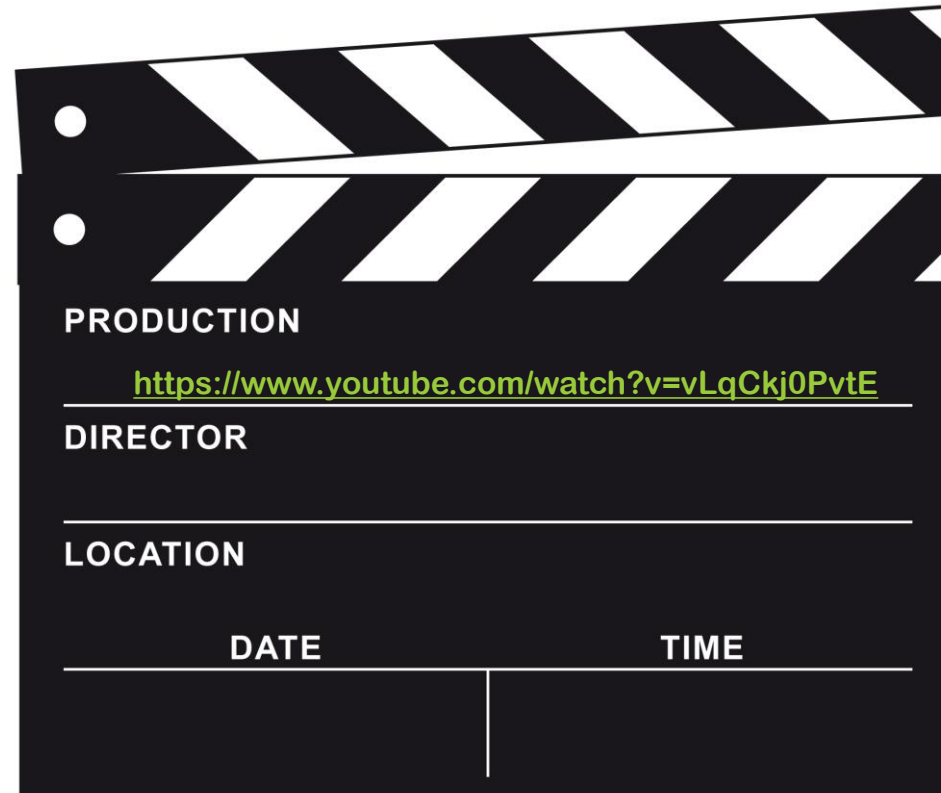 PRODUCTION
https://www.youtube.com/watch?v=vLqCkj0PvtE
DIRECTOR
LOCATION
DATE TIME